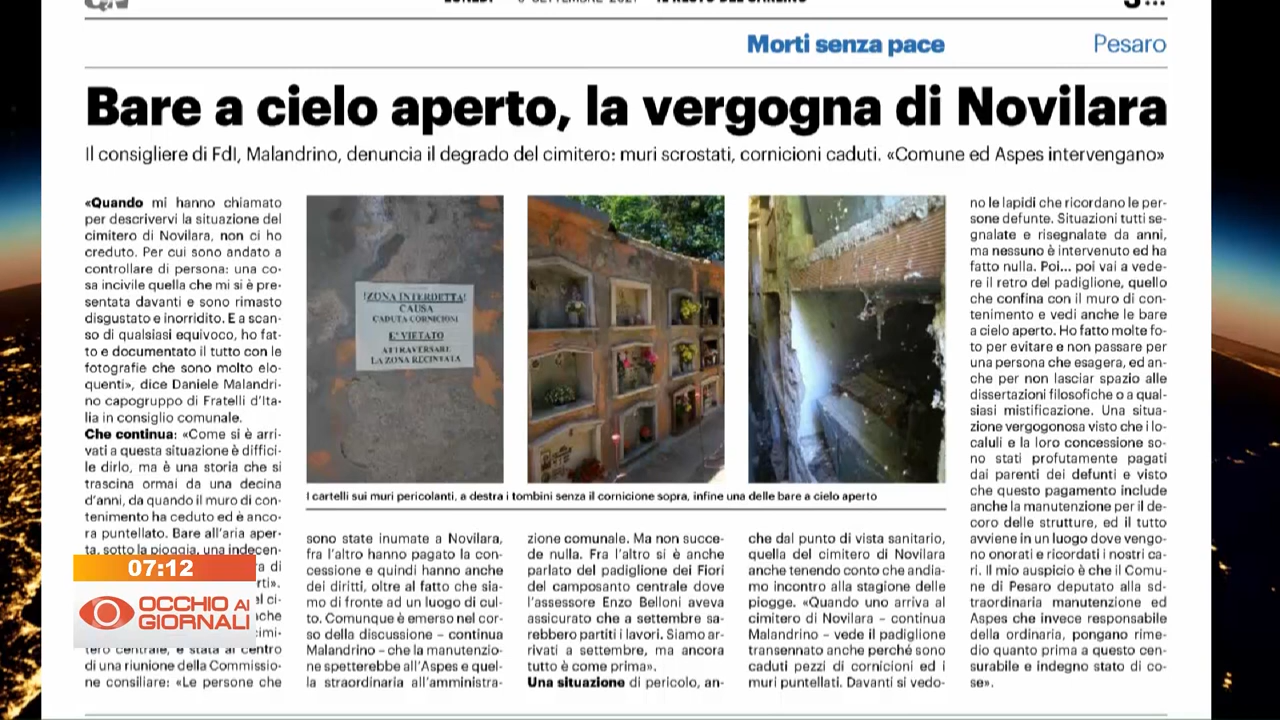 Morti senza pace
Pesaro
Bare a cielo aperto, la vergogna di Novilara
Il consigliere di FdI, Malandrino, denuncia il degrado del cimitero: muri scrostati, cornicioni caduti. «Comune ed Aspes intervengano»
«Quando mi hanno chiamato
per descrivervi la situazione del
cimitero di Novilara, non ci ho
creduto. Per cui sono andato a
controllare di persona: una co-
sa incivile quella che mi si è pre-
sentata davanti e sono rimasto
disgustato e inorridito. E a scan-
so di qualsiasi equivoco, ho fat-
to e documentato il tutto con le
fotografie che sono molto elo-
quenti», dice Daniele Malandri-
no capogruppo di Fratelli d'Ita-
lia in consiglio comunale.
Che continua: «Come si è arri-
vati a questa situazione è diffici-
le dirlo, ma è una storia che si
trascina ormai da una decina
d'anni, da quando il muro di con-
tenimento ha ceduto ed è anco-
ra puntellato. Bare all'aria aper-
ta, sotto la pioggia, una indecen-
tero centrale, è stata al centro
di una riunione della Commissio-
ne consiliare: «Le persone che
07:12
OCCHIO AI
GIORNALI
!ZONA INTERDETTA!
CAUSA
CADUTA CORNICIONI
E' VIETATO
ATTRAVERSARE
LA ZONA RECINTATA
I cartelli sui muri pericolanti, a destra i tombini senza il cornicione sopra, infine una delle bare a cielo aperto
sono state inumate a Novilara,
fra l'altro hanno pagato la con-
cessione e quindi hanno anche
dei diritti, oltre al fatto che sia-
mo di fronte ad un luogo di cul-
to. Comunque è emerso nel cor-
so della discussione – continua
Malandrino – che la manutenzio-
ne spetterebbe all'Aspes e quel-
la straordinaria all'amministra-
zione comunale. Ma non succe-
de nulla. Fra l'altro si è anche
parlato del padiglione dei Fiori
del camposanto centrale dove
l'assessore Enzo Belloni aveva
assicurato che a settembre sa-
rebbero partiti i lavori. Siamo ar-
rivati a settembre, ma ancora
tutto è come prima».
Una situazione di pericolo, an-
che dal punto di vista sanitario,
quella del cimitero di Novilara
anche tenendo conto che andia-
mo incontro alla stagione delle
piogge. «Quando uno arriva al
cimitero di Novilara – continua
Malandrino – vede il padiglione
transennato anche perché sono
caduti pezzi di cornicioni ed i
muri puntellati. Davanti si vedo-
no le lapidi che ricordano le per-
sone defunte. Situazioni tutti se-
gnalate e risegnalate da anni,
ma nessuno è intervenuto ed ha
fatto nulla. Poi... poi vai a vede-
re il retro del padiglione, quello
che confina con il muro di con-
tenimento e vedi anche le bare
a cielo aperto. Ho fatto molte fo-
to per evitare e non passare per
una persona che esagera, ed an-
che per non lasciar spazio alle
dissertazioni filosofiche o a qual-
siasi mistificazione. Una situa-
zione vergogonosa visto che i lo-
caluli e la loro concessione so-
no stati profutamente pagati
dai parenti dei defunti e visto
che questo pagamento include
anche la manutenzione per il de-
coro delle strutture, ed il tutto
avviene in un luogo dove vengo-
no onorati e ricordati i nostri ca-
ri. Il mio auspicio è che il Comu-
ne di Pesaro deputato alla sd-
traordinaria manutenzione ed
Aspes che invece responsabile
della ordinaria, pongano rime-
dio quanto prima a questo cen-
surabile e indegno stato di co-
se».